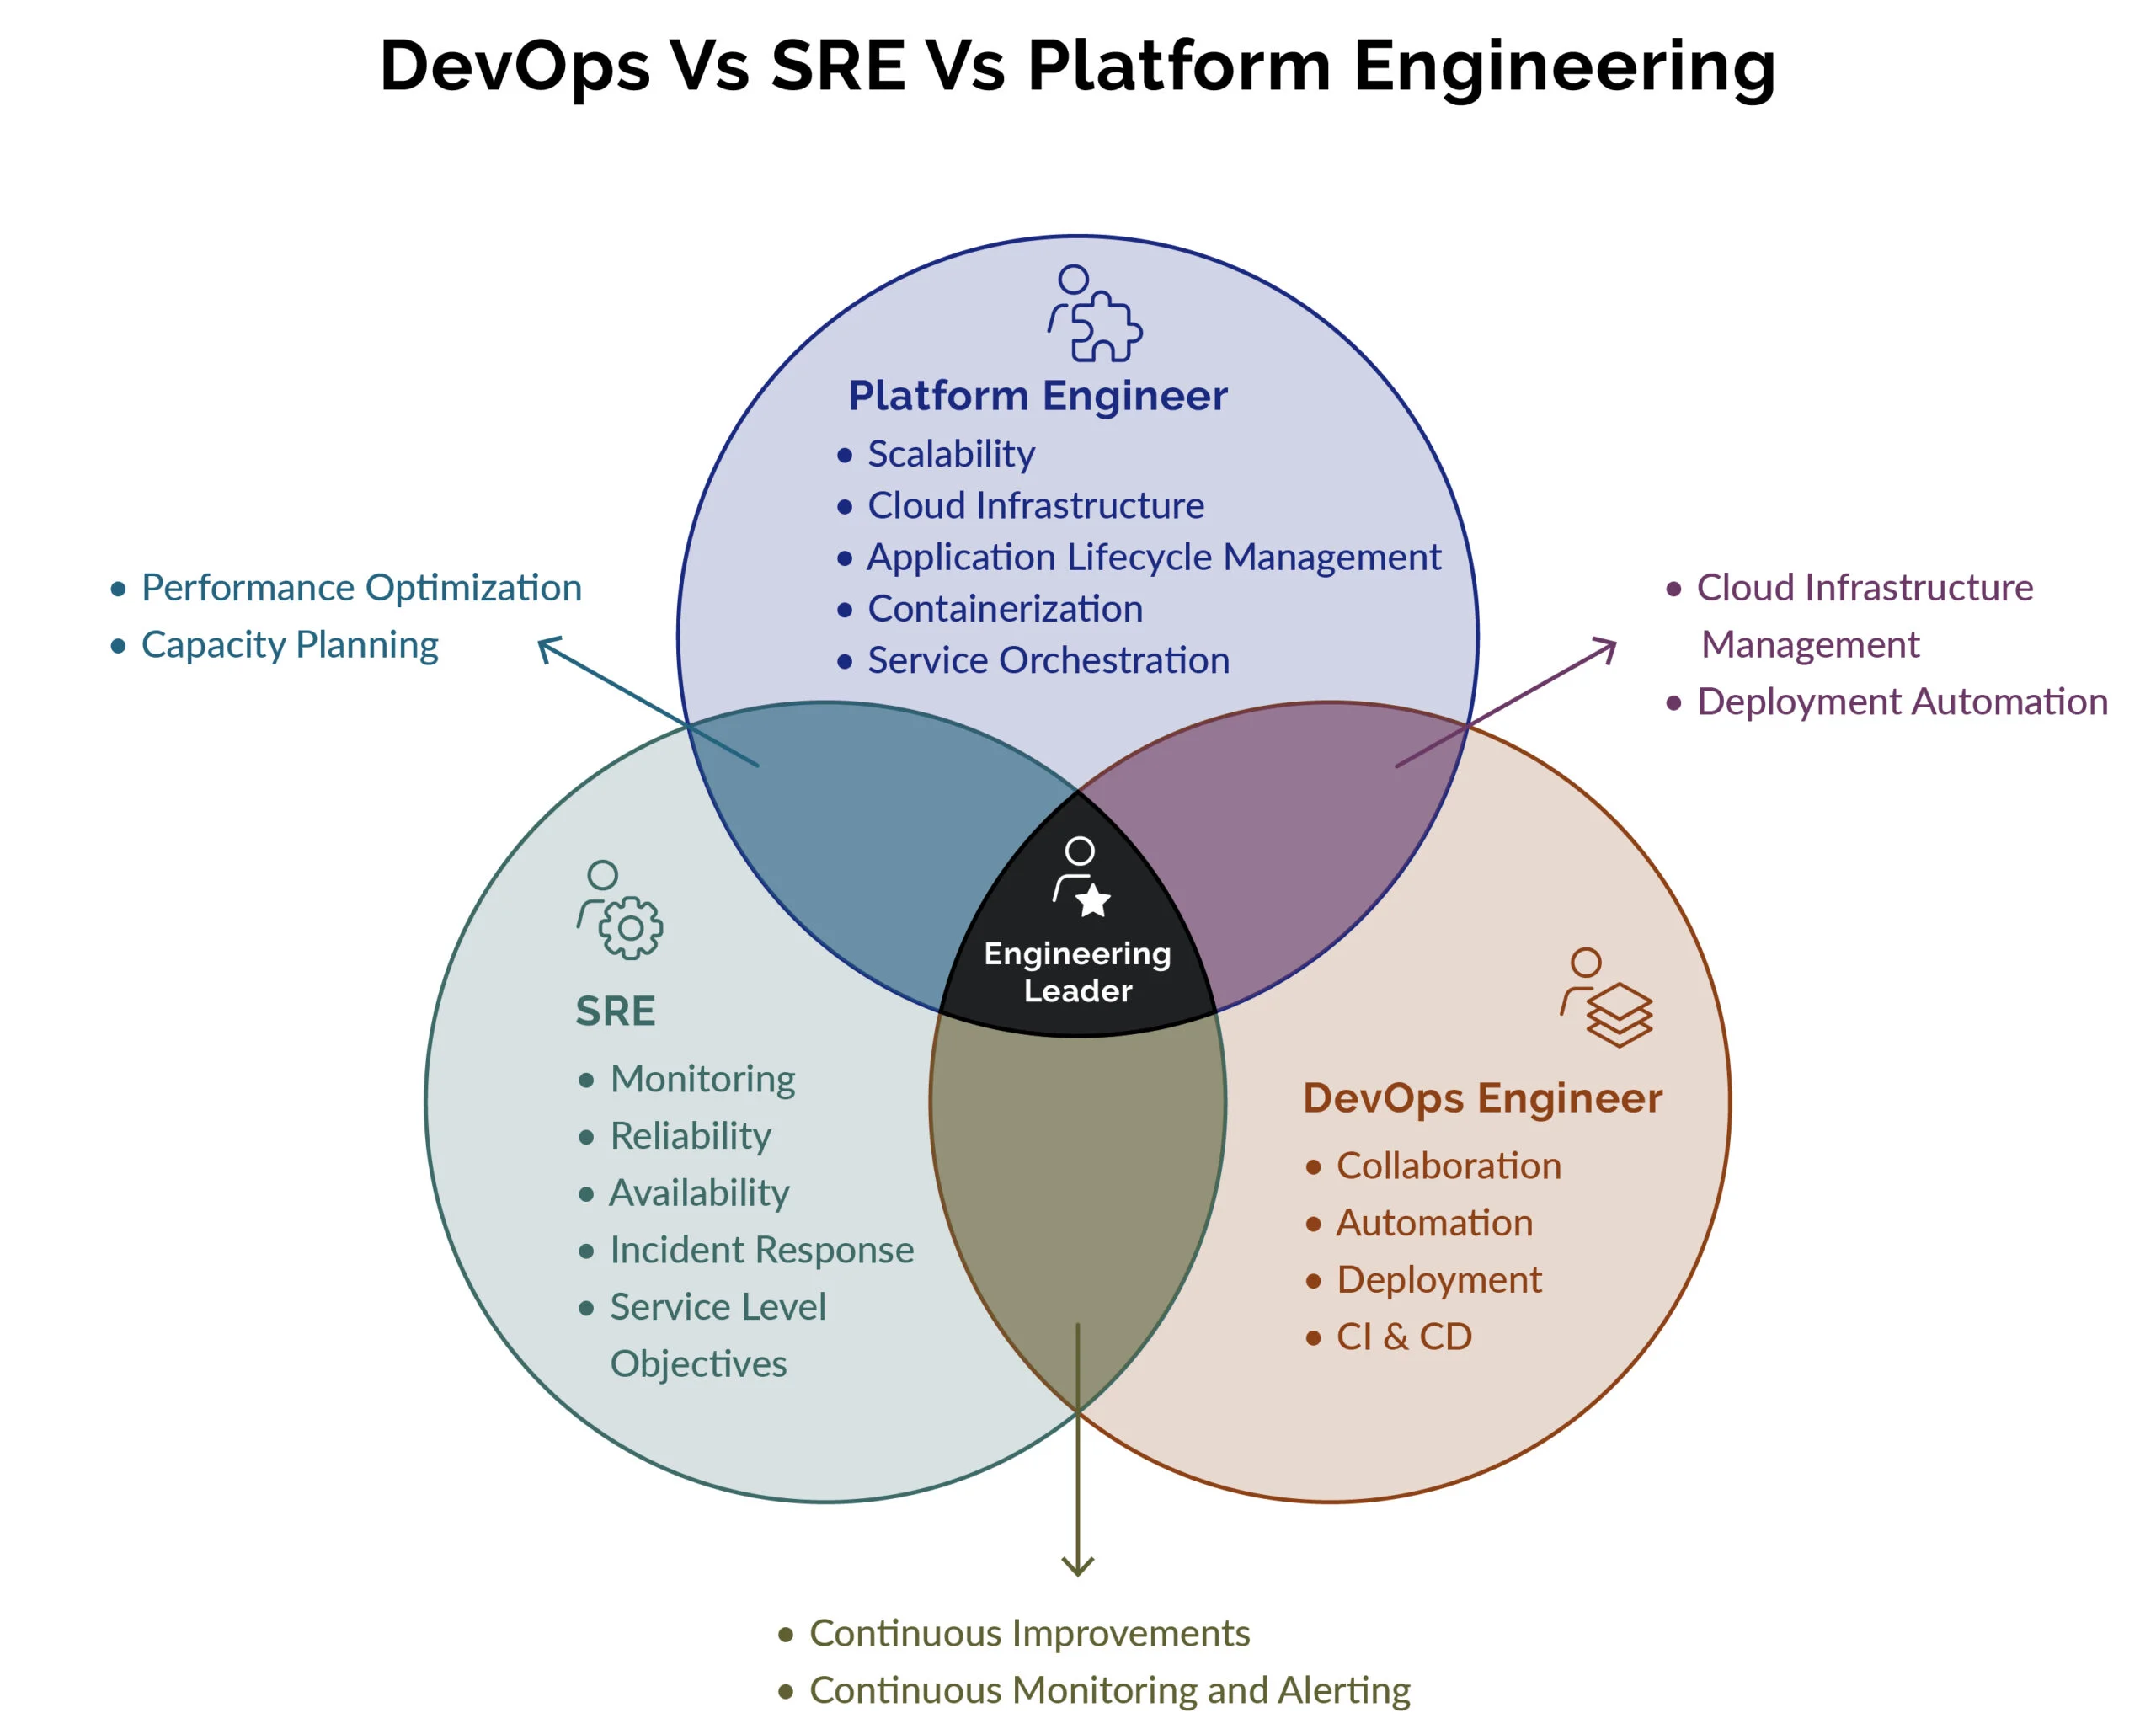 DevOps Vs SRE Vs Platform Engineering
Platform Engineer
• Scalability
• Cloud Infrastructure
• Application Lifecycle Management
• Containerization
• Service Orchestration
• Performance Optimization
• Capacity Planning
• Cloud Infrastructure
Management
• Deployment Automation
Engineering
Leader
SRE
• Monitoring
• Reliability
• Availability
• Incident Response
• Service Level
Objectives
DevOps Engineer
• Collaboration
• Automation
• Deployment
• CI & CD
• Continuous Improvements
• Continuous Monitoring and Alerting